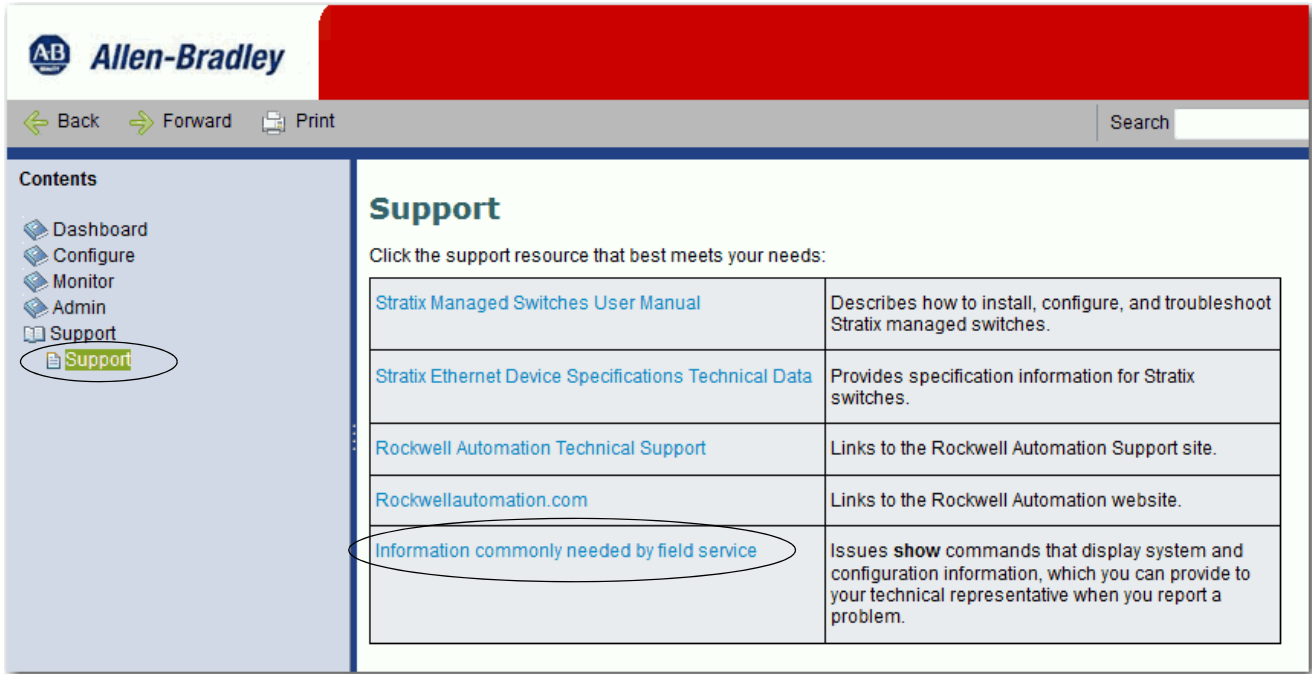 AB
Allen-Bradley
Back Forward Print Search
Contents
Dashboard
Configure
Monitor
Admin
Support
Support
Support
Click the support resource that best meets your needs:
Stratix Managed Switches User Manual
Describes how to install, configure, and troubleshoot
Stratix managed switches.
Stratix Ethernet Device Specifications Technical Data
Provides specification information for Stratix
switches.
Rockwell Automation Technical Support
Links to the Rockwell Automation Support site.
Rockwellautomation.com
Links to the Rockwell Automation website.
Information commonly needed by field service
Issues show commands that display system and
configuration information, which you can provide to
your technical representative when you report a
problem.